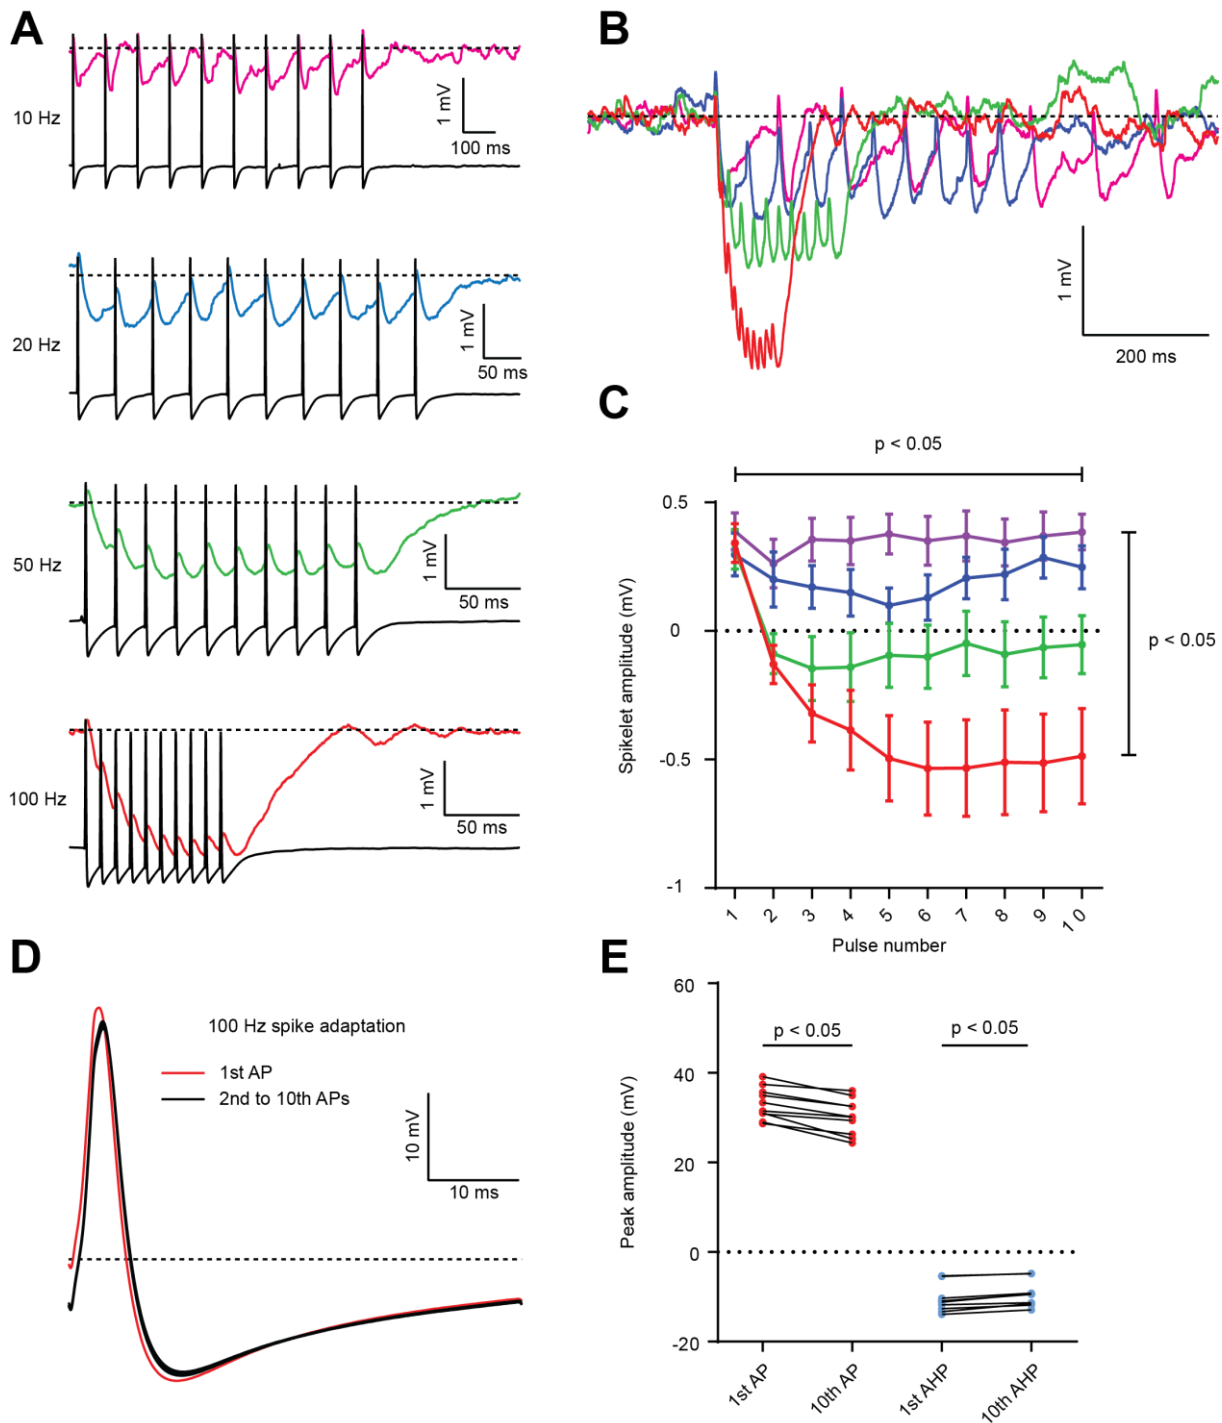 A
10 Hz
1 mV
100 ms
20 Hz
1 mV
50 ms
50 Hz
1 mV
50 ms
100 Hz
1 mV
50 ms
B
1 mV
200 ms
C
p < 0.05
0.5
0
-0.5
-1
Spikelet amplitude (mV)
p < 0.05
1 2 3 4 5 6 7 8 9 1 0
Pulse number
D
100 Hz spike adaptation
1st AP
2nd to 10th APs
10 mV
10 ms
E
60
40
20
0
-20
Peak amplitude (mV)
p < 0.05
p < 0.05
1st AP
10th AP
1st AHP
10th AHP